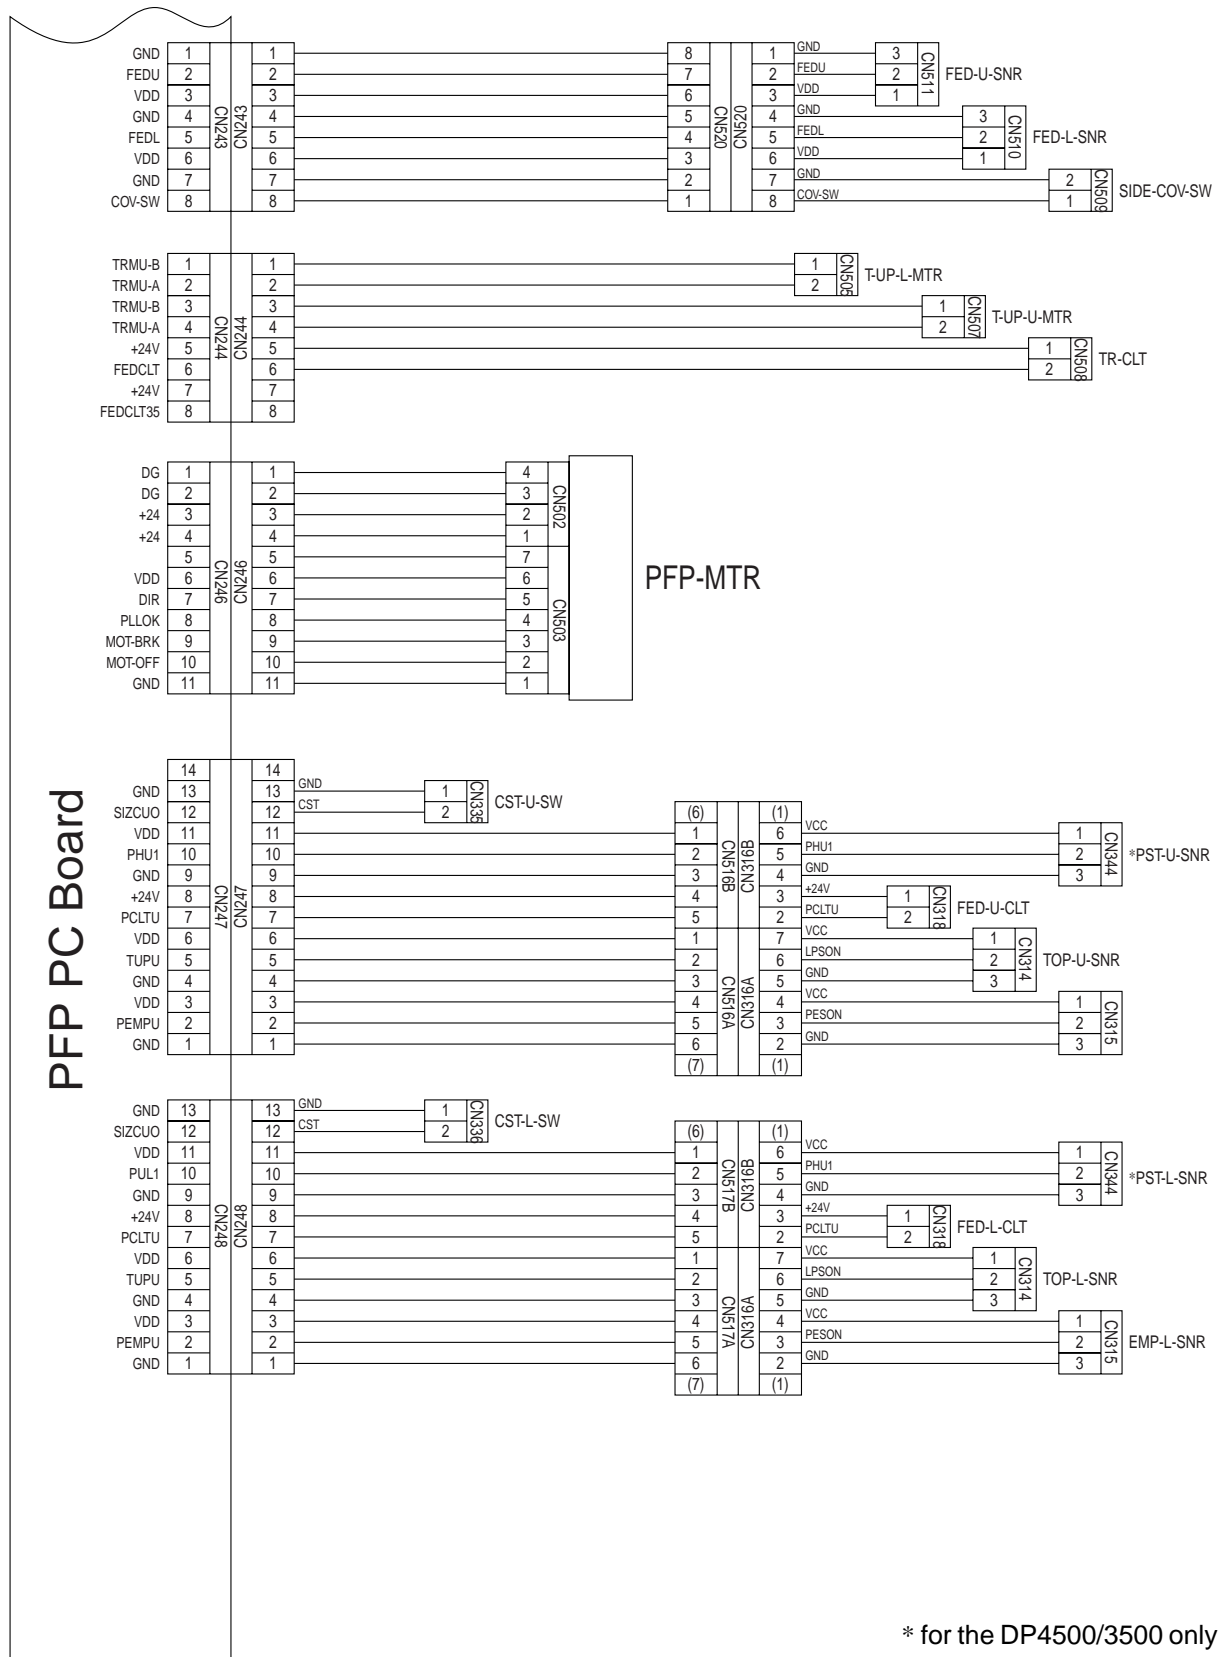 GND 1 1 8 1 GND 3
FEDU 2 2 7 2 FEDU 2 FED-U-SNR
VDD 3 3 6 3 VDD 1
CN511
GND 4 4 5 4 GND 3
FEDL 5 5 4 5 FEDL 2 FED-L-SNR
VDD 6 6 3 6 VDD 1
CN510
GND 7 7 2 7 GND 2
COV-SW 8 8 1 8 COV-SW 1
CN509 SIDE-COV-SW
CN243 CN243 CN520 CN520
TRMU-B 1 1 1
TRMU-A 2 2 2
CN505 T-UP-L-MTR
TRMU-B 3 3 1
TRMU-A 4 4 2
CN507 T-UP-U-MTR
+24V 5 5 1
FEDCLT 6 6 2
CN508 TR-CLT
+24V 7 7
FEDCLT35 8 8
CN244 CN244
DG 1 1 4
DG 2 2 3
+24 3 3 2
+24 4 4 1
CN502
5 5 7
VDD 6 6 6
DIR 7 7 5
PLLOK 8 8 4
MOT-BRK 9 9 3
MOT-OFF 10 10 2
GND 11 11 1
CN503
CN246 CN246
PFP-MTR
PFP PC Board
14 14
GND 13 13 GND 1
SIZCUO 12 12 CST 2
CN335 CST-U-SW
(6) (1)
VDD 11 11 1 6 VCC 1
PHU1 10 10 2 5 PHU1 2
GND 9 9 3 4 GND 3
CN344 *PST-U-SNR
+24V 8 8 4 3 +24V 1
PCLTU 7 7 5 2 PCLTU 2
CN318 FED-U-CLT
CN516B CN316B
VDD 6 6 1 7 VCC 1
TUPU 5 5 2 6 LPSON 2
GND 4 4 3 5 GND 3
CN314 TOP-U-SNR
VDD 3 3 4 4 VCC 1
PEMPU 2 2 5 3 PESON 2
GND 1 1 6 2 GND 3
CN315
(7) (1)
CN516A CN316A
CN247 CN247
GND 13 13 GND 1
SIZCUO 12 12 CST 2
CN336 CST-L-SW
(6) (1)
VDD 11 11 1 6 VCC 1
PUL1 10 10 2 5 PHU1 2
GND 9 9 3 4 GND 3
CN344 *PST-L-SNR
+24V 8 8 4 3 +24V 1
PCLTU 7 7 5 2 PCLTU 2
CN318 FED-L-CLT
CN517B CN316B
VDD 6 6 1 7 VCC 1
TUPU 5 5 2 6 LPSON 2
GND 4 4 3 5 GND 3
CN314 TOP-L-SNR
VDD 3 3 4 4 VCC 1
PEMPU 2 2 5 3 PESON 2
GND 1 1 6 2 GND 3
CN315 EMP-L-SNR
(7) (1)
CN517A CN316A
CN248 CN248
* for the DP4500/3500 only